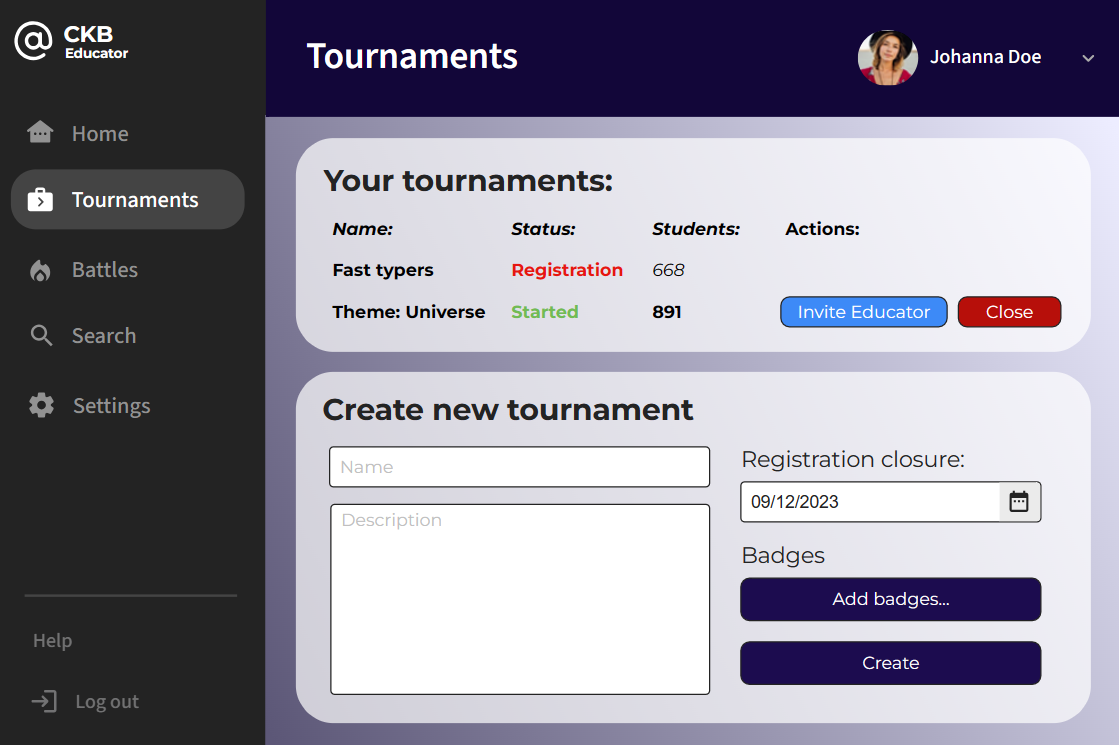 @ CKB
Educator
Tournaments
Johanna Doe
Home
Tournaments
Battles
Search
Settings
Help
Log out
Your tournaments:
Name: Status: Students: Actions:
Fast typers Registration 668
Theme: Universe Started 891 Invite Educator Close
Create new tournament
Name
Description
Registration closure:
09/12/2023
Badges
Add badges...
Create